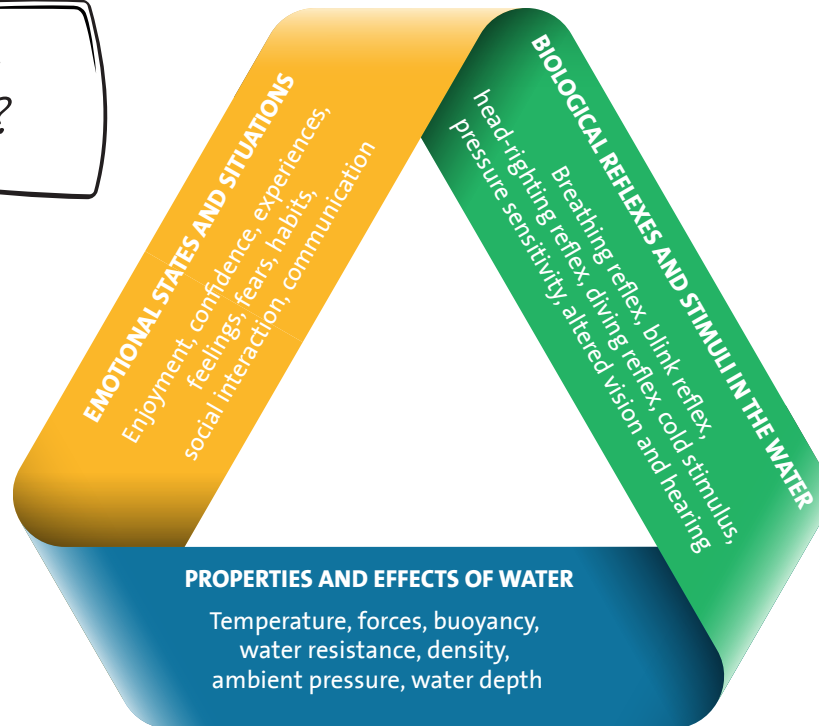 ?
EMOTIONAL STATES AND SITUATIONS
Enjoyment, confidence, experiences,
feelings, fears, habits,
social interaction, communication
BIOLOGICAL REFLEXES AND STIMULI IN THE WATER
Breathing reflex, blink reflex,
head-righting reflex, diving reflex, cold stimulus,
pressure sensitivity, altered vision and hearing
PROPERTIES AND EFFECTS OF WATER
Temperature, forces, buoyancy,
water resistance, density,
ambient pressure, water depth